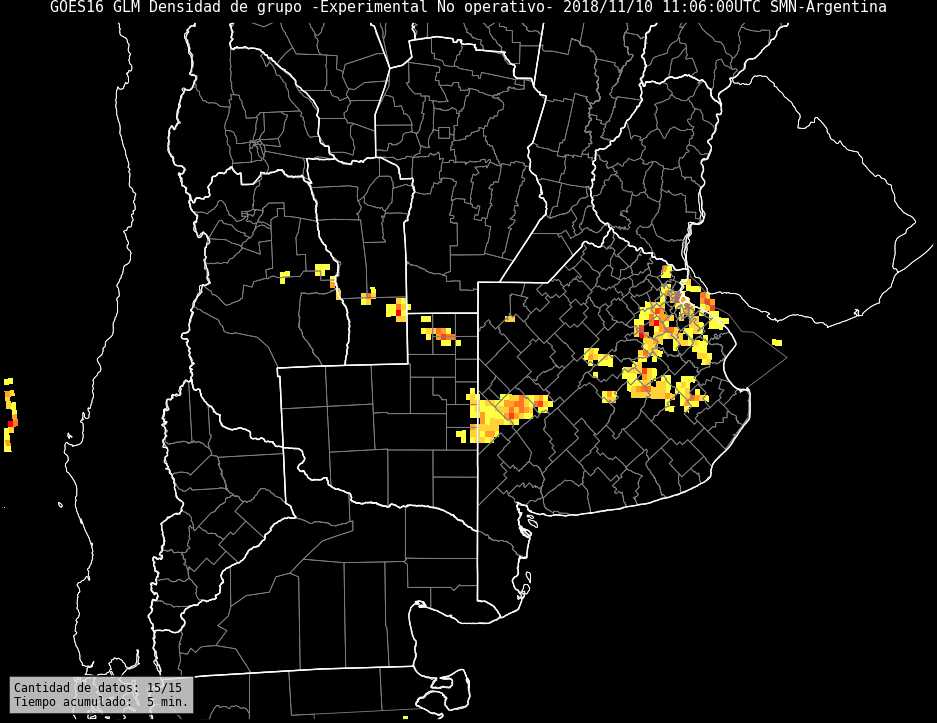 GOES16 GLM Densidad de grupo -Experimental No operativo- 2018/11/10 11:06:00UTC SMN-Argentina
Cantidad de datos: 15/15
Tiempo acumulado:  5 min.